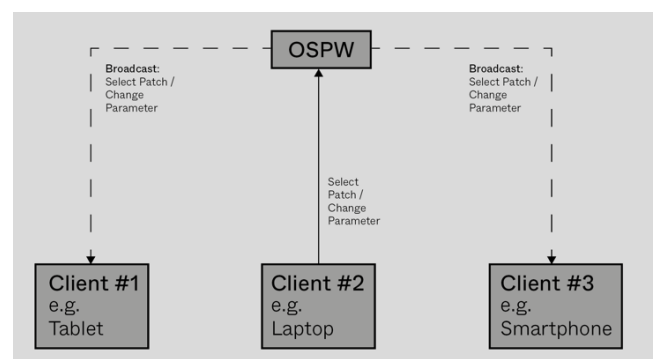 OSPW
Broadcast:
Select Patch /
Change
Parameter
Broadcast:
Select Patch /
Change
Parameter
Select
Patch /
Change
Parameter
Client #1
e.g.
Tablet
Client #2
e.g.
Laptop
Client #3
e.g.
Smartphone